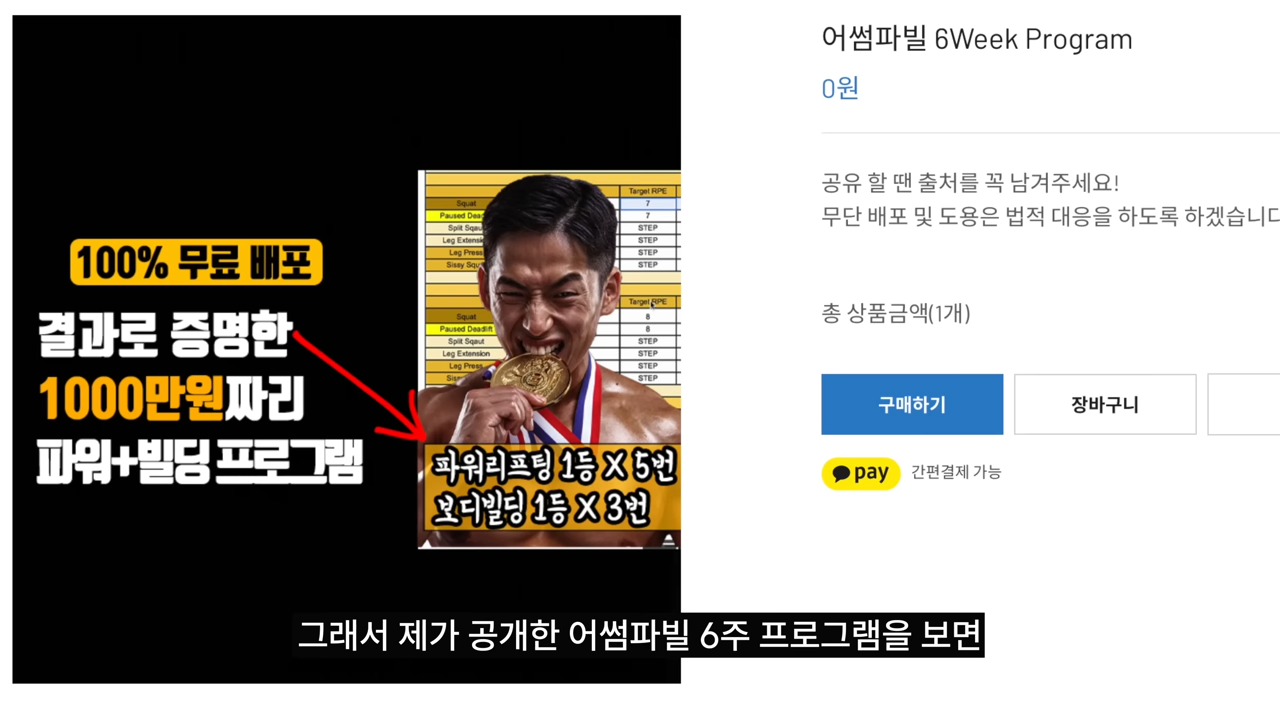 100% 무료 배포
결과로 증명한
1000만원짜리
파워+빌딩 프로그램
Target RPE
Squat 7
7
Split Sqaut STEP
STEP
STEP
STEP
Target RPE
Squat 8
Paused Deadlift 8
Split Sqaut STEP
Leg Extension STEP
Leg Press STEP
STEP
파워리프팅 1등 X 5번
보디빌딩 1등 X 3번
어썸파빌 6Week Program
0원
공유 할 땐 출처를 꼭 남겨주세요!
무단 배포 및 도용은 법적 대응을 하도록 하겠습니다
총 상품금액(1개)
구매하기
장바구니
pay 간편결제 가능
그래서 제가 공개한 어썸파빌 6주 프로그램을 보면